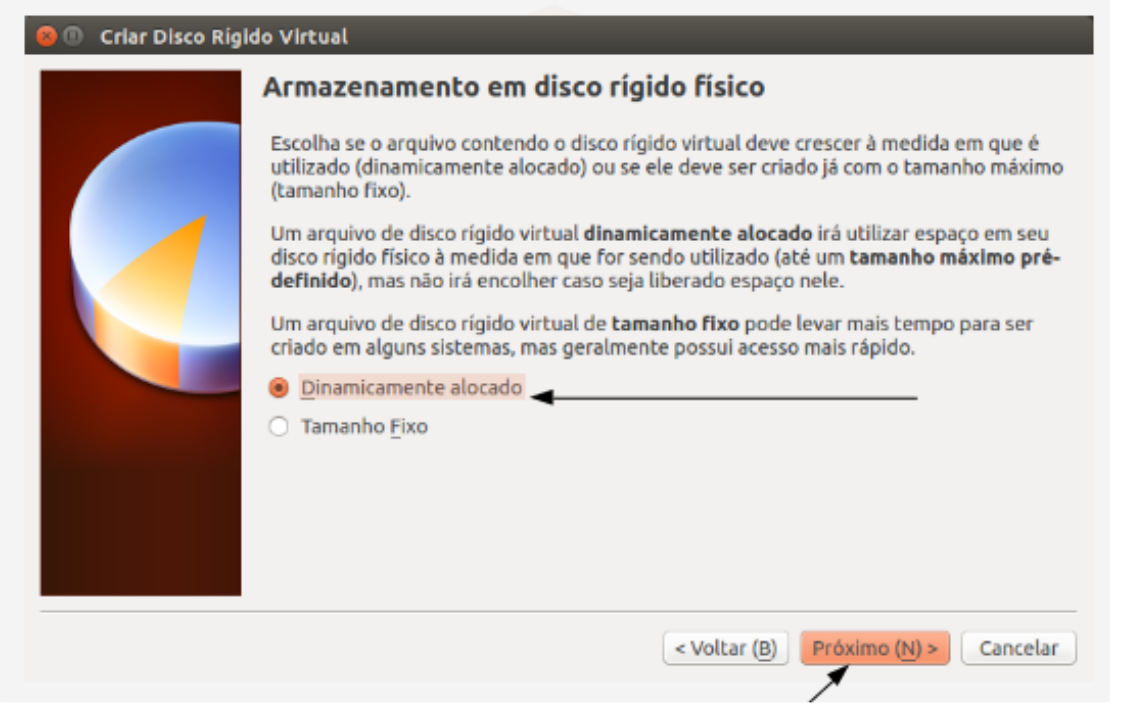 Criar Disco Rígido Virtual
Armazenamento em disco rígido físico
Escolha se o arquivo contendo o disco rígido virtual deve crescer à medida em que é
utilizado (dinamicamente alocado) ou se ele deve ser criado já com o tamanho máximo
(tamanho fixo).
Um arquivo de disco rígido virtual dinamicamente alocado irá utilizar espaço em seu
disco rígido físico à medida em que for sendo utilizado (até um tamanho máximo pré-
definido), mas não irá encolher caso seja liberado espaço nele.
Um arquivo de disco rígido virtual de tamanho fixo pode levar mais tempo para ser
criado em alguns sistemas, mas geralmente possui acesso mais rápido.
Dinamicamente alocado
Tamanho Fixo
< Voltar (B) Próximo (N) > Cancelar